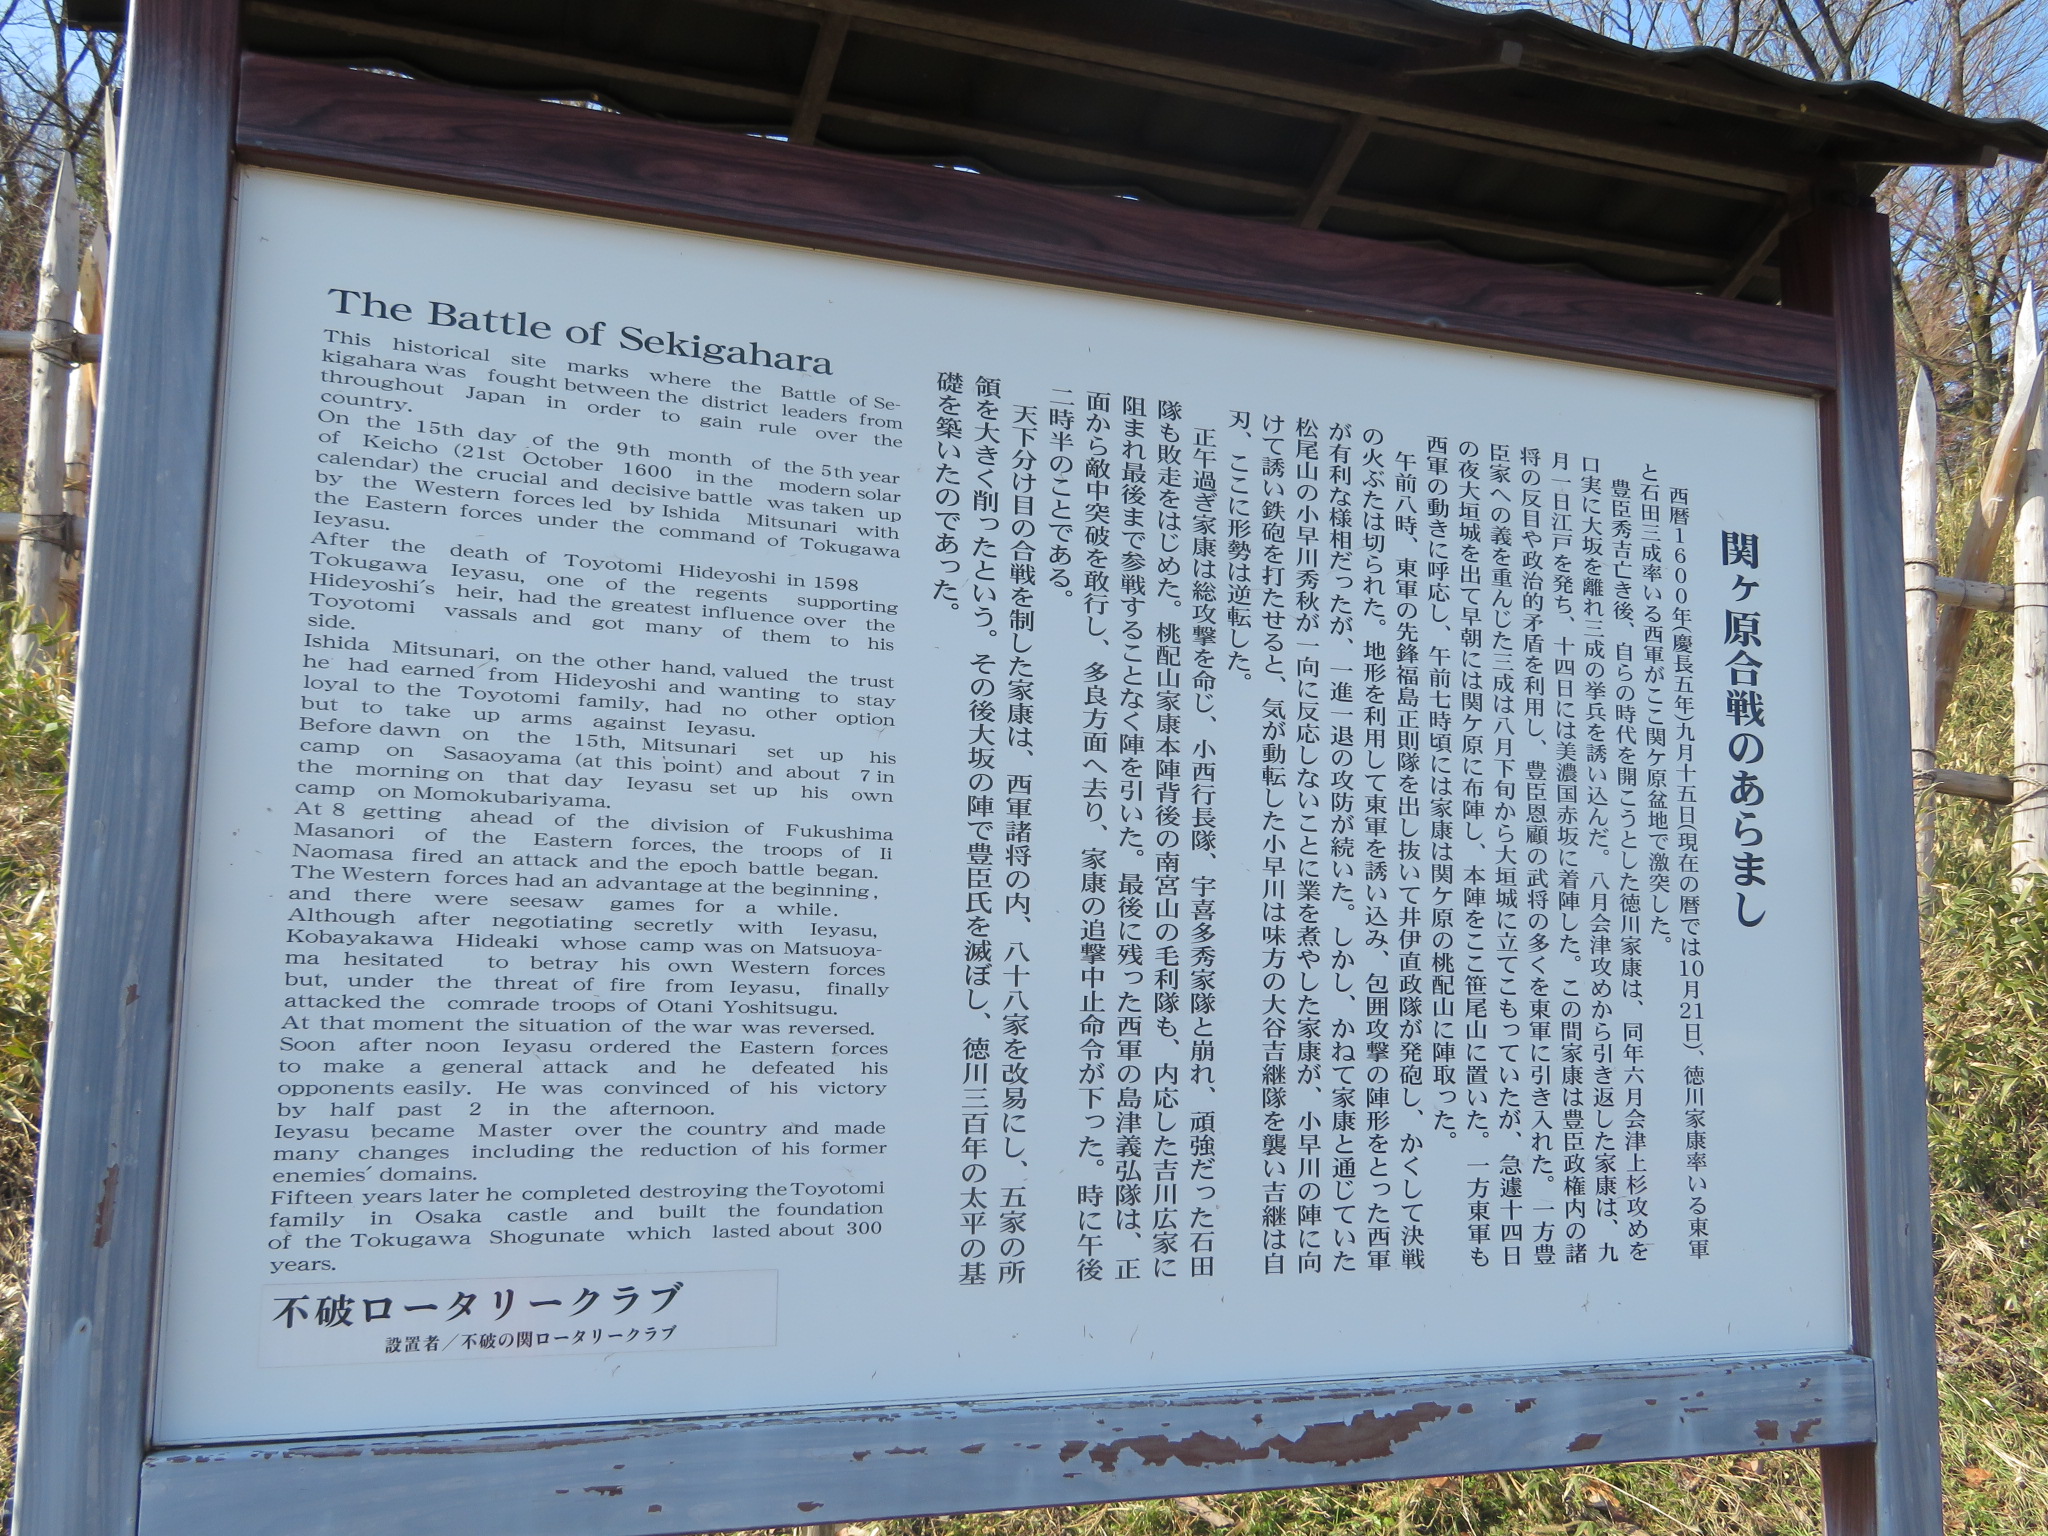 The Battle of Sekigahara
This historical site marks where the Battle of Se-
kigahara was fought between the district leaders from
throughout Japan in order to gain rule over the
country.
On the 15th day of the 9th month of the 5th year
of Keicho (21st October 1600 in the modern solar
calendar) the crucial and decisive battle was taken up
by the Western forces led by Ishida Mitsunari with
the Eastern forces under the command of Tokugawa
Ieyasu.
After the death of Toyotomi Hideyoshi in 1598
Tokugawa Ieyasu, one of the regents supporting
Hideyoshi's heir, had the greatest influence over the
Toyotomi vassals and got many of them to his
side.
Ishida Mitsunari, on the other hand, valued the trust
he had earned from Hideyoshi and wanting to stay
loyal to the Toyotomi family, had no other option
but to take up arms against Ieyasu.
Before dawn on the 15th, Mitsunari set up his
camp on Sasaoyama (at this point) and about 7 in
the morning on that day Ieyasu set up his own
camp on Momokubariyama.
At 8 getting ahead of the division of Fukushima
Masanori of the Eastern forces, the troops of Ii
Naomasa fired an attack and the epoch battle began.
The Western forces had an advantage at the beginning,
and there were seesaw games for a while.
Although after negotiating secretly with Ieyasu,
Kobayakawa Hideaki whose camp was on Matsuoya-
ma hesitated to betray his own Western forces
but, under the threat of fire from Ieyasu, finally
attacked the comrade troops of Otani Yoshitsugu.
At that moment the situation of the war was reversed.
Soon after noon Ieyasu ordered the Eastern forces
to make a general attack and he defeated his
opponents easily. He was convinced of his victory
by half past 2 in the afternoon.
Ieyasu became Master over the country and made
many changes including the reduction of his former
enemies' domains.
Fifteen years later he completed destroying the Toyotomi
family in Osaka castle and built the foundation
of the Tokugawa Shogunate which lasted about 300
years.
関ヶ原合戦のあらまし
西暦1600年(慶長五年)九月十五日(現在の暦では10月21日)、徳川家康率いる東軍
と石田三成率いる西軍がここ関ケ原盆地で激突した。
豊臣秀吉亡き後、自らの時代を開こうとした徳川家康は、同年六月会津上杉攻めを
口実に大坂を離れ三成の挙兵を誘い込んだ。八月会津攻めから引き返した家康は、九
月一日江戸を発ち、十四日には美濃国赤坂に着陣した。この間家康は豊臣政権内の諸
将の反目や政治的矛盾を利用し、豊臣恩顧の武将の多くを東軍に引き入れた。一方豊
臣家への義を重んじた三成は八月下旬から大垣城に立てこもっていたが、急遽十四日
の夜大垣城を出て早朝には関ケ原に布陣し、本陣をここ笹尾山に置いた。一方東軍も
西軍の動きに呼応し、午前七時頃には家康は関ケ原の桃配山に陣取った。
午前八時、東軍の先鋒福島正則隊を出し抜いて井伊直政隊が発砲し、かくして決戦
の火ぶたは切られた。地形を利用して東軍を誘い込み、包囲攻撃の陣形をとった西軍
が有利な様相だったが、一進一退の攻防が続いた。しかし、かねて家康と通じていた
松尾山の小早川秀秋が一向に反応しないことに業を煮やした家康が、小早川の陣に向
けて誘い鉄砲を打たせると、気が動転した小早川は味方の大谷吉継隊を襲い吉継は自
刃、ここに形勢は逆転した。
正午過ぎ家康は総攻撃を命じ、小西行長隊、宇喜多秀家隊と崩れ、頑強だった石田
隊も敗走をはじめた。桃配山家康本陣背後の南宮山の毛利隊も、内応した吉川広家に
阻まれ最後まで参戦することなく陣を引いた。最後に残った西軍の島津義弘隊は、正
面から敵中突破を敢行し、多良方面へ去り、家康の追撃中止命令が下った。時に午後
二時半のことである。
天下分け目の合戦を制した家康は、西軍諸将の内、八十八家を改易にし、五家の所
領を大きく削ったという。その後大坂の陣で豊臣氏を滅ぼし、徳川三百年の太平の基
礎を築いたのであった。
不破ロータリークラブ
設置者／不破の関ロータリークラブ